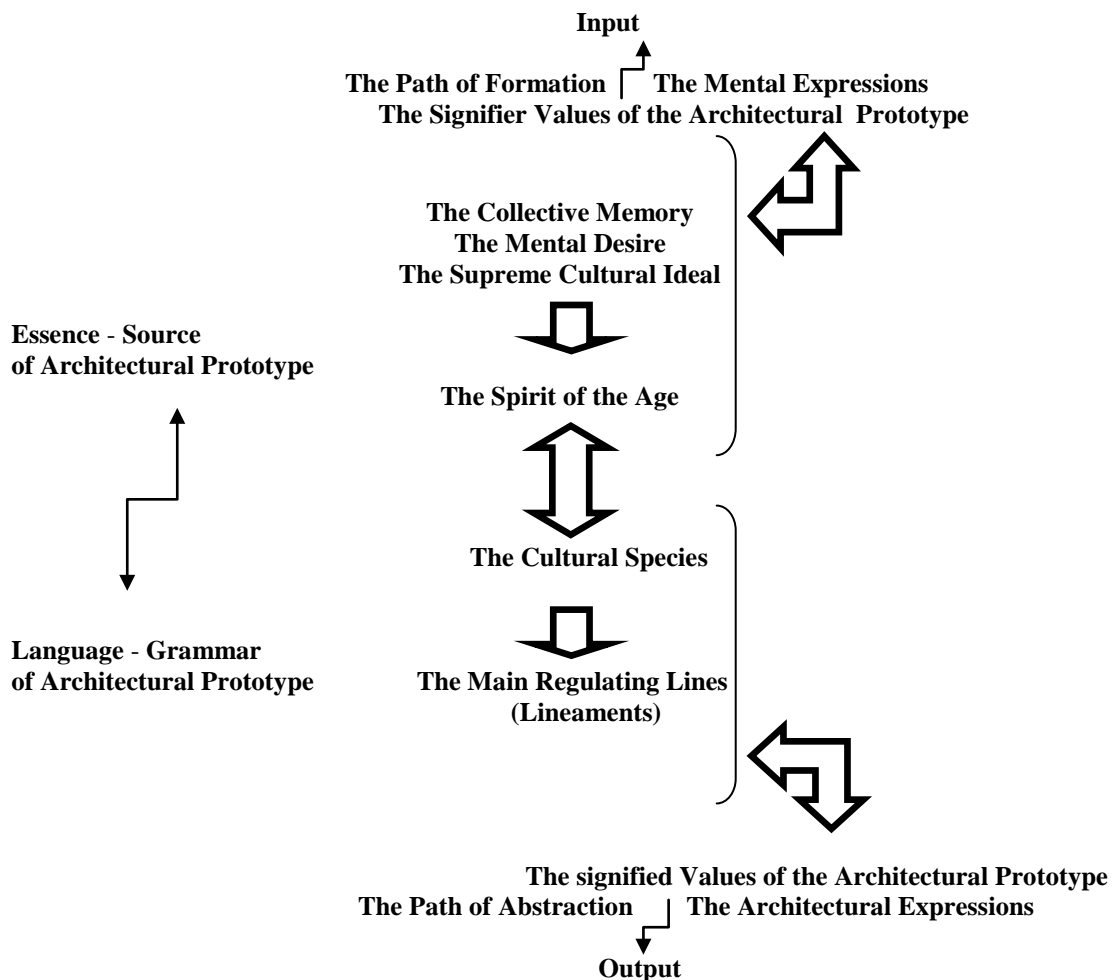 Input
The Path of Formation The Mental Expressions
The Signifier Values of the Architectural Prototype
The Collective Memory
The Mental Desire
The Supreme Cultural Ideal
Essence - Source
of Architectural Prototype
The Spirit of the Age
The Cultural Species
Language - Grammar
of Architectural Prototype
The Main Regulating Lines
(Lineaments)
The signified Values of the Architectural Prototype
The Path of Abstraction The Architectural Expressions
Output